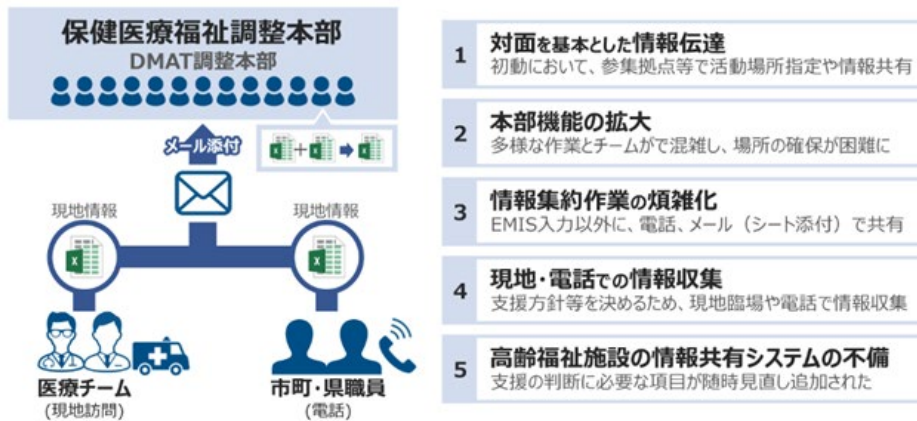 保健医療福祉調整本部
DMAT調整本部
メール添付
現地情報
現地情報
医療チーム
(現地訪問)
市町・県職員
(電話)
1
対面を基本とした情報伝達
初動において、参集拠点等で活動場所指定や情報共有
2
本部機能の拡大
多様な作業とチームがで混雑し、場所の確保が困難に
3
情報集約作業の煩雑化
EMIS入力以外に、電話、メール（シート添付）で共有
4
現地・電話での情報収集
支援方針等を決めるため、現地臨場や電話で情報収集
5
高齢福祉施設の情報共有システムの不備
支援の判断に必要な項目が随時見直し追加された